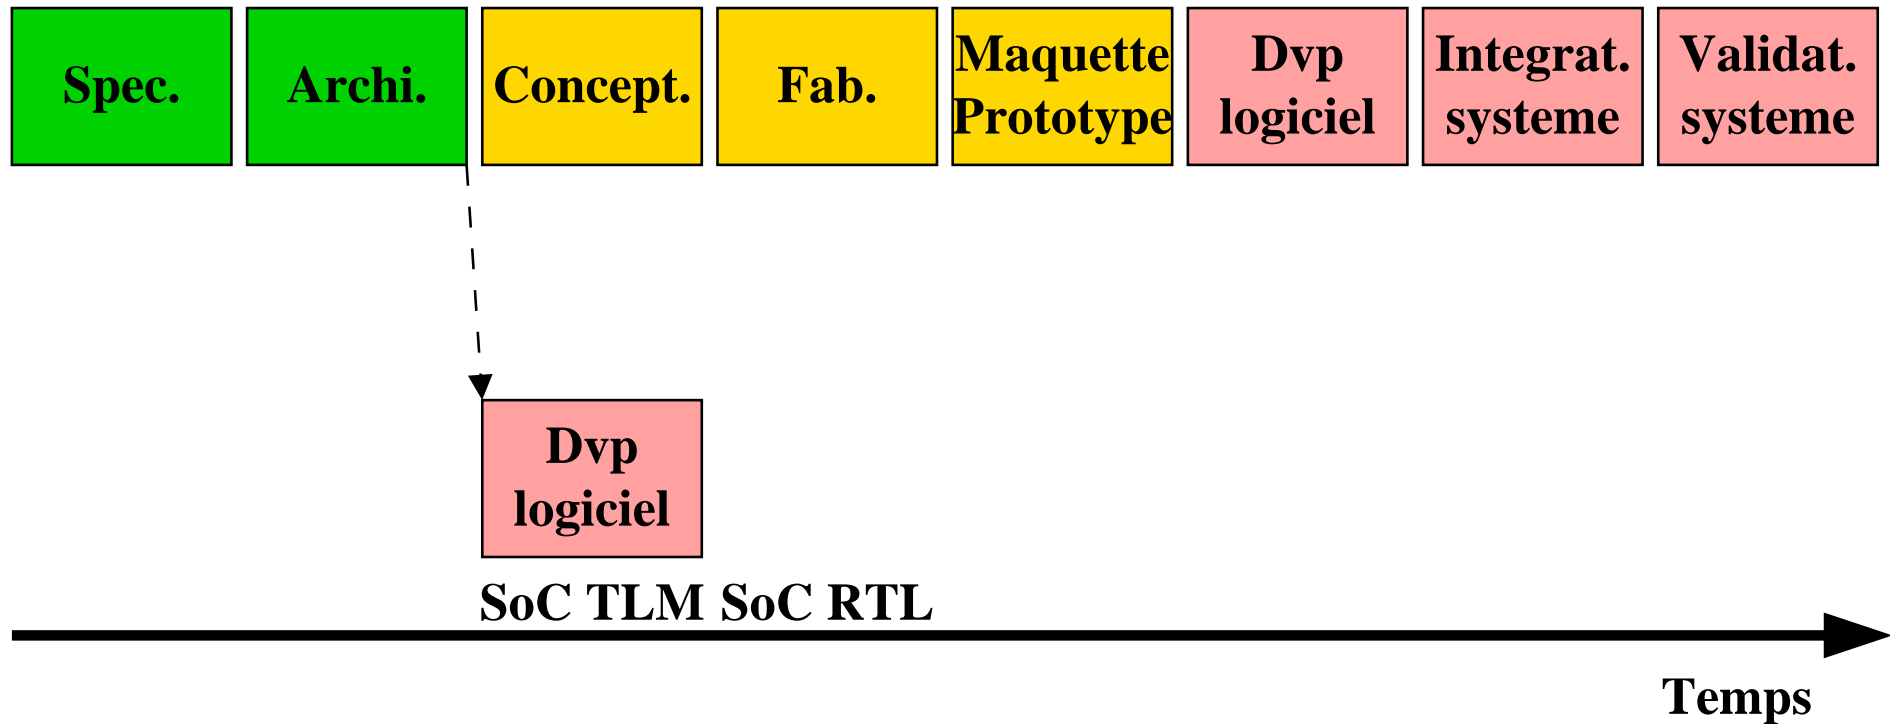 Spec.
Archi.
Concept.
Fab.
Maquette
Prototype
Dvp
logiciel
Integrat.
systeme
Validat.
systeme
Dvp
logiciel
SoC TLM SoC RTL
Temps